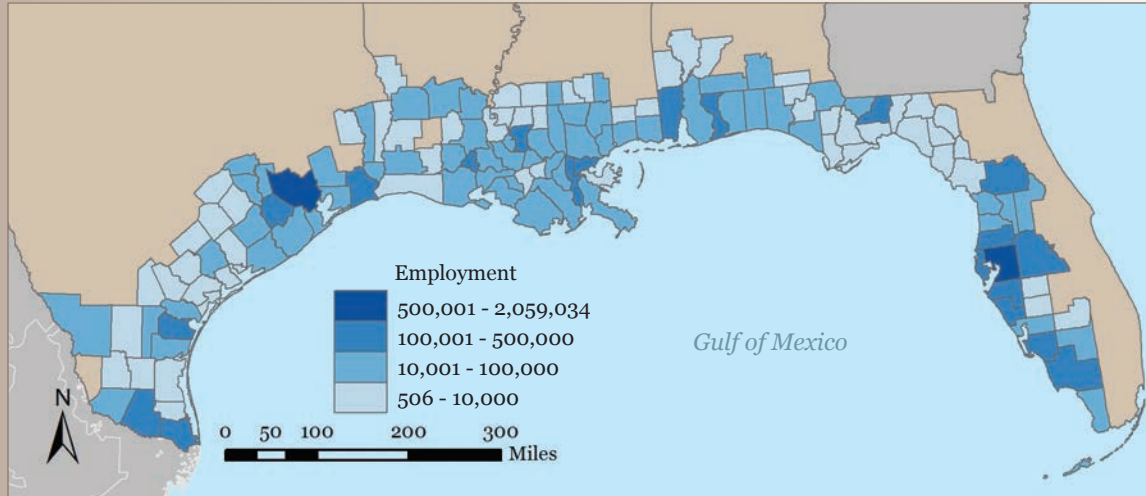 Employment
500,001 - 2,059,034
100,001 - 500,000
10,001 - 100,000
506 - 10,000
Gulf of Mexico
N
0 50 100 200 300
Miles